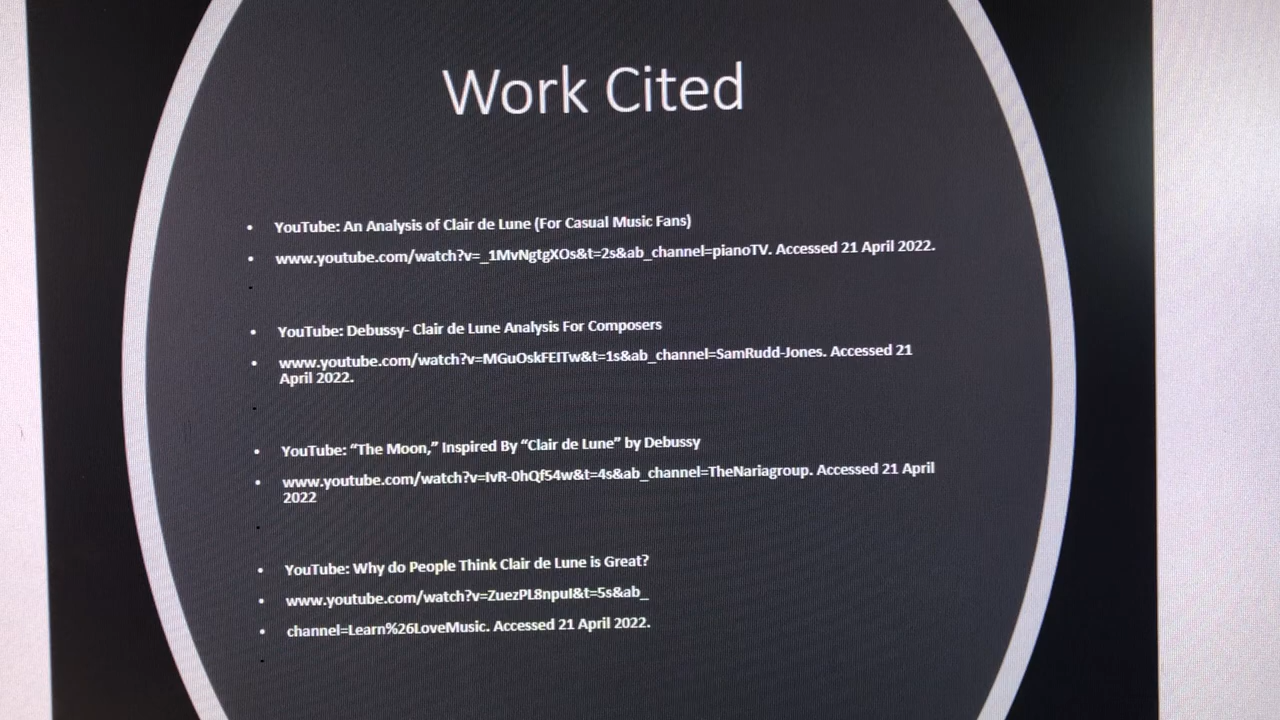 Work Cited
YouTube: An Analysis of Clair de Lune (For Casual Music Fans)
www.youtube.com/watch?v=_1MvNgtgXOs&t=2s&ab_channel=pianoTV. Accessed 21 April 2022.
YouTube: Debussy- Clair de Lune Analysis For Composers
www.youtube.com/watch?v=MGuOskFEITw&t=1s&ab_channel=SamRudd-Jones. Accessed 21
April 2022.
YouTube: “The Moon,” Inspired By “Clair de Lune” by Debussy
www.youtube.com/watch?v=IvR-0hQf54w&t=4s&ab_channel=TheNariagroup. Accessed 21 April
2022
YouTube: Why do People Think Clair de Lune is Great?
www.youtube.com/watch?v=ZuezPL8npuI&t=5s&ab_
channel=Learn%26LoveMusic. Accessed 21 April 2022.